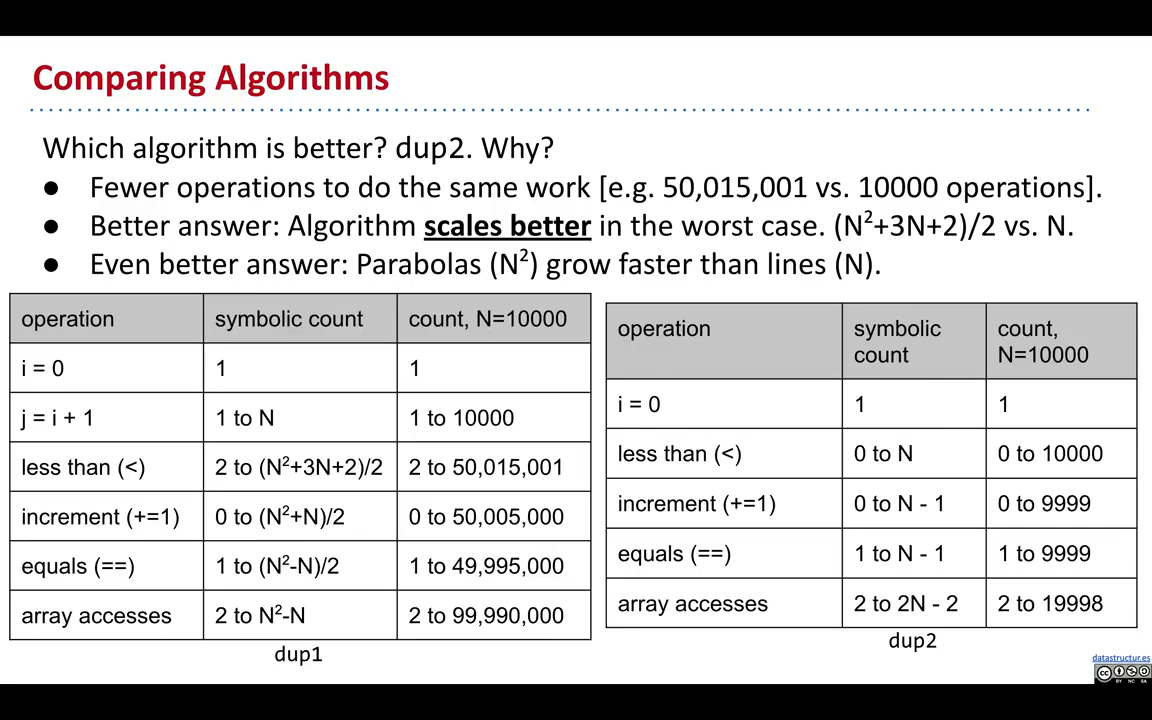 Comparing Algorithms
Which algorithm is better? dup2. Why?
● Fewer operations to do the same work [e.g. 50,015,001 vs. 10000 operations].
● Better answer: Algorithm scales better in the worst case. (N²+3N+2)/2 vs. N.
● Even better answer: Parabolas (N²) grow faster than lines (N).
operation symbolic count count, N=10000
i = 0 1 1
j = i + 1 1 to N 1 to 10000
less than (<) 2 to (N²+3N+2)/2 2 to 50,015,001
increment (+=1) 0 to (N²+N)/2 0 to 50,005,000
equals (==) 1 to (N²-N)/2 1 to 49,995,000
array accesses 2 to N²-N 2 to 99,990,000
dup1
operation symbolic count count, N=10000
i = 0 1 1
less than (<) 0 to N 0 to 10000
increment (+=1) 0 to N - 1 0 to 9999
equals (==) 1 to N - 1 1 to 9999
array accesses 2 to 2N - 2 2 to 19998
dup2
datastructur.es
CC BY NC SA